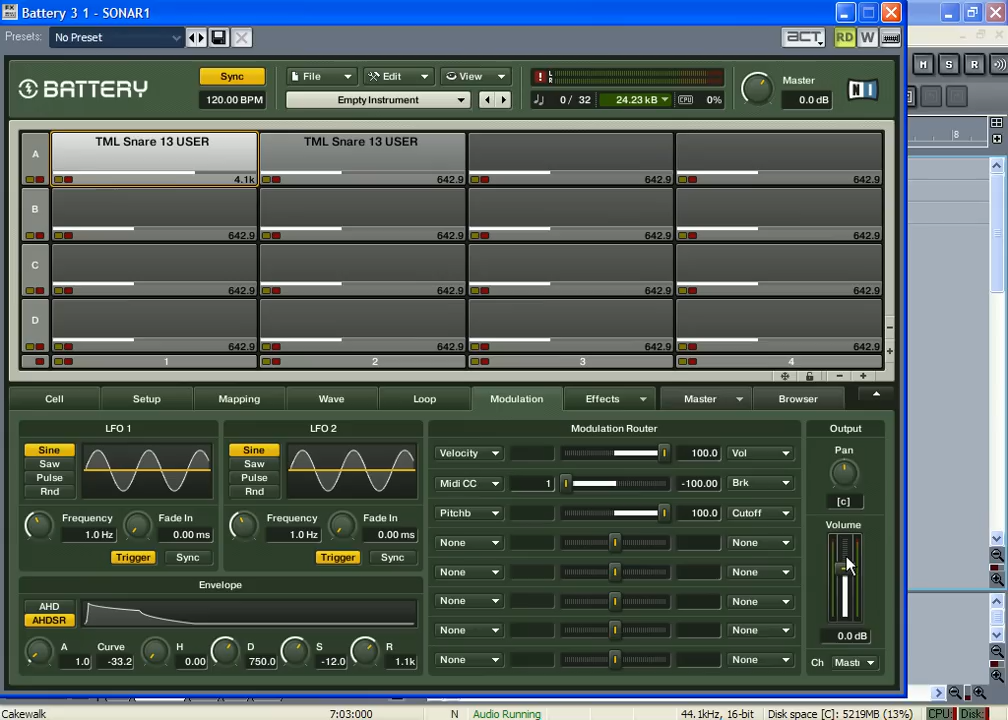 Battery 3 1 - SONAR1
Presets: No Preset ACT RD W M S R
BATTERY Sync File Edit View Master
L
R
120.00 BPM Empty Instrument 0/ 32 24.23 kB CPU 0% 0.0 dB
8
A TML Snare 13 USER TML Snare 13 USER
4.1k 642.9 642.9 642.9
B
642.9 642.9 642.9 642.9
C
642.9 642.9 642.9 642.9
D
642.9 642.9 642.9 642.9
1 2 3 4
Cell Setup Mapping Wave Loop Modulation Effects Master Browser
LFO 1 LFO 2 Modulation Router Output
Sine Sine Velocity 100.0 Vol Pan
Saw Saw
Pulse Pulse Midi CC 1 -100.00 Brk
Rnd Rnd [c]
Frequency Fade In Frequency Fade In Pitchb 100.0 Cutoff Volume
1.0 Hz 0.00 ms 1.0 Hz 0.00 ms None None
Trigger Sync Trigger Sync None None
Envelope
AHD None None
AHDSR
None None 0.0 dB
A 1.0 Curve -33.2 H 0.00 D 750.0 S -12.0 R 1.1k None None Ch Mast
Cakewalk 7:03:000 N Audio Running 44.1kHz, 16-bit Disk space [C]: 5219MB (13%) CPU: Disk: